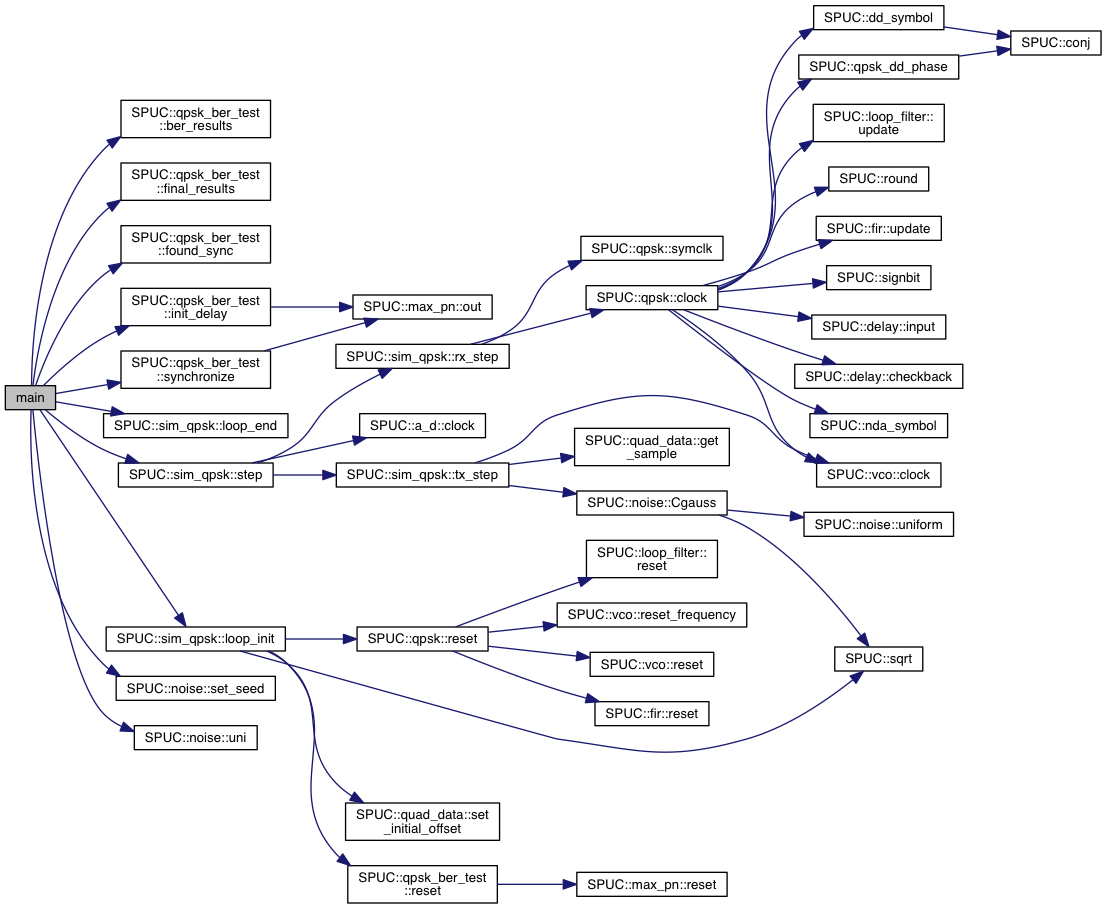 main
SPUC::qpsk_ber_test
::ber_results
SPUC::qpsk_ber_test
::final_results
SPUC::qpsk_ber_test
::found_sync
SPUC::qpsk_ber_test
::init_delay
SPUC::qpsk_ber_test
::synchronize
SPUC::sim_qpsk::loop_end
SPUC::sim_qpsk::step
SPUC::sim_qpsk::loop_init
SPUC::noise::set_seed
SPUC::noise::uni
SPUC::max_pn::out
SPUC::sim_qpsk::rx_step
SPUC::a_d::clock
SPUC::sim_qpsk::tx_step
SPUC::qpsk::reset
SPUC::quad_data::set
_initial_offset
SPUC::qpsk_ber_test
::reset
SPUC::qpsk::symclk
SPUC::qpsk::clock
SPUC::quad_data::get
_sample
SPUC::noise::Cgauss
SPUC::loop_filter::
reset
SPUC::vco::reset_frequency
SPUC::vco::reset
SPUC::fir::reset
SPUC::max_pn::reset
SPUC::dd_symbol
SPUC::qpsk_dd_phase
SPUC::loop_filter::
update
SPUC::round
SPUC::fir::update
SPUC::signbit
SPUC::delay::input
SPUC::delay::checkback
SPUC::nda_symbol
SPUC::vco::clock
SPUC::noise::uniform
SPUC::sqrt
SPUC::conj